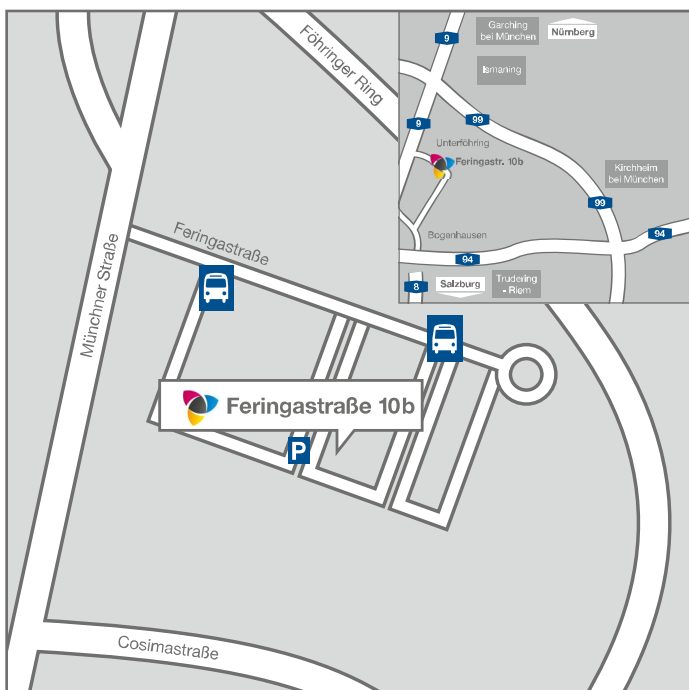 Föhringer Ring
Münchner Straße
Feringastraße
Feringastraße 10b
P
Cosimastraße
9
Garching
bei München
Nürnberg
Ismaning
99
9
Unterföhring
Feringastr. 10b
Kirchheim
bei München
99
94
Bogenhausen
94
8
Salzburg
Trudering
- Riem